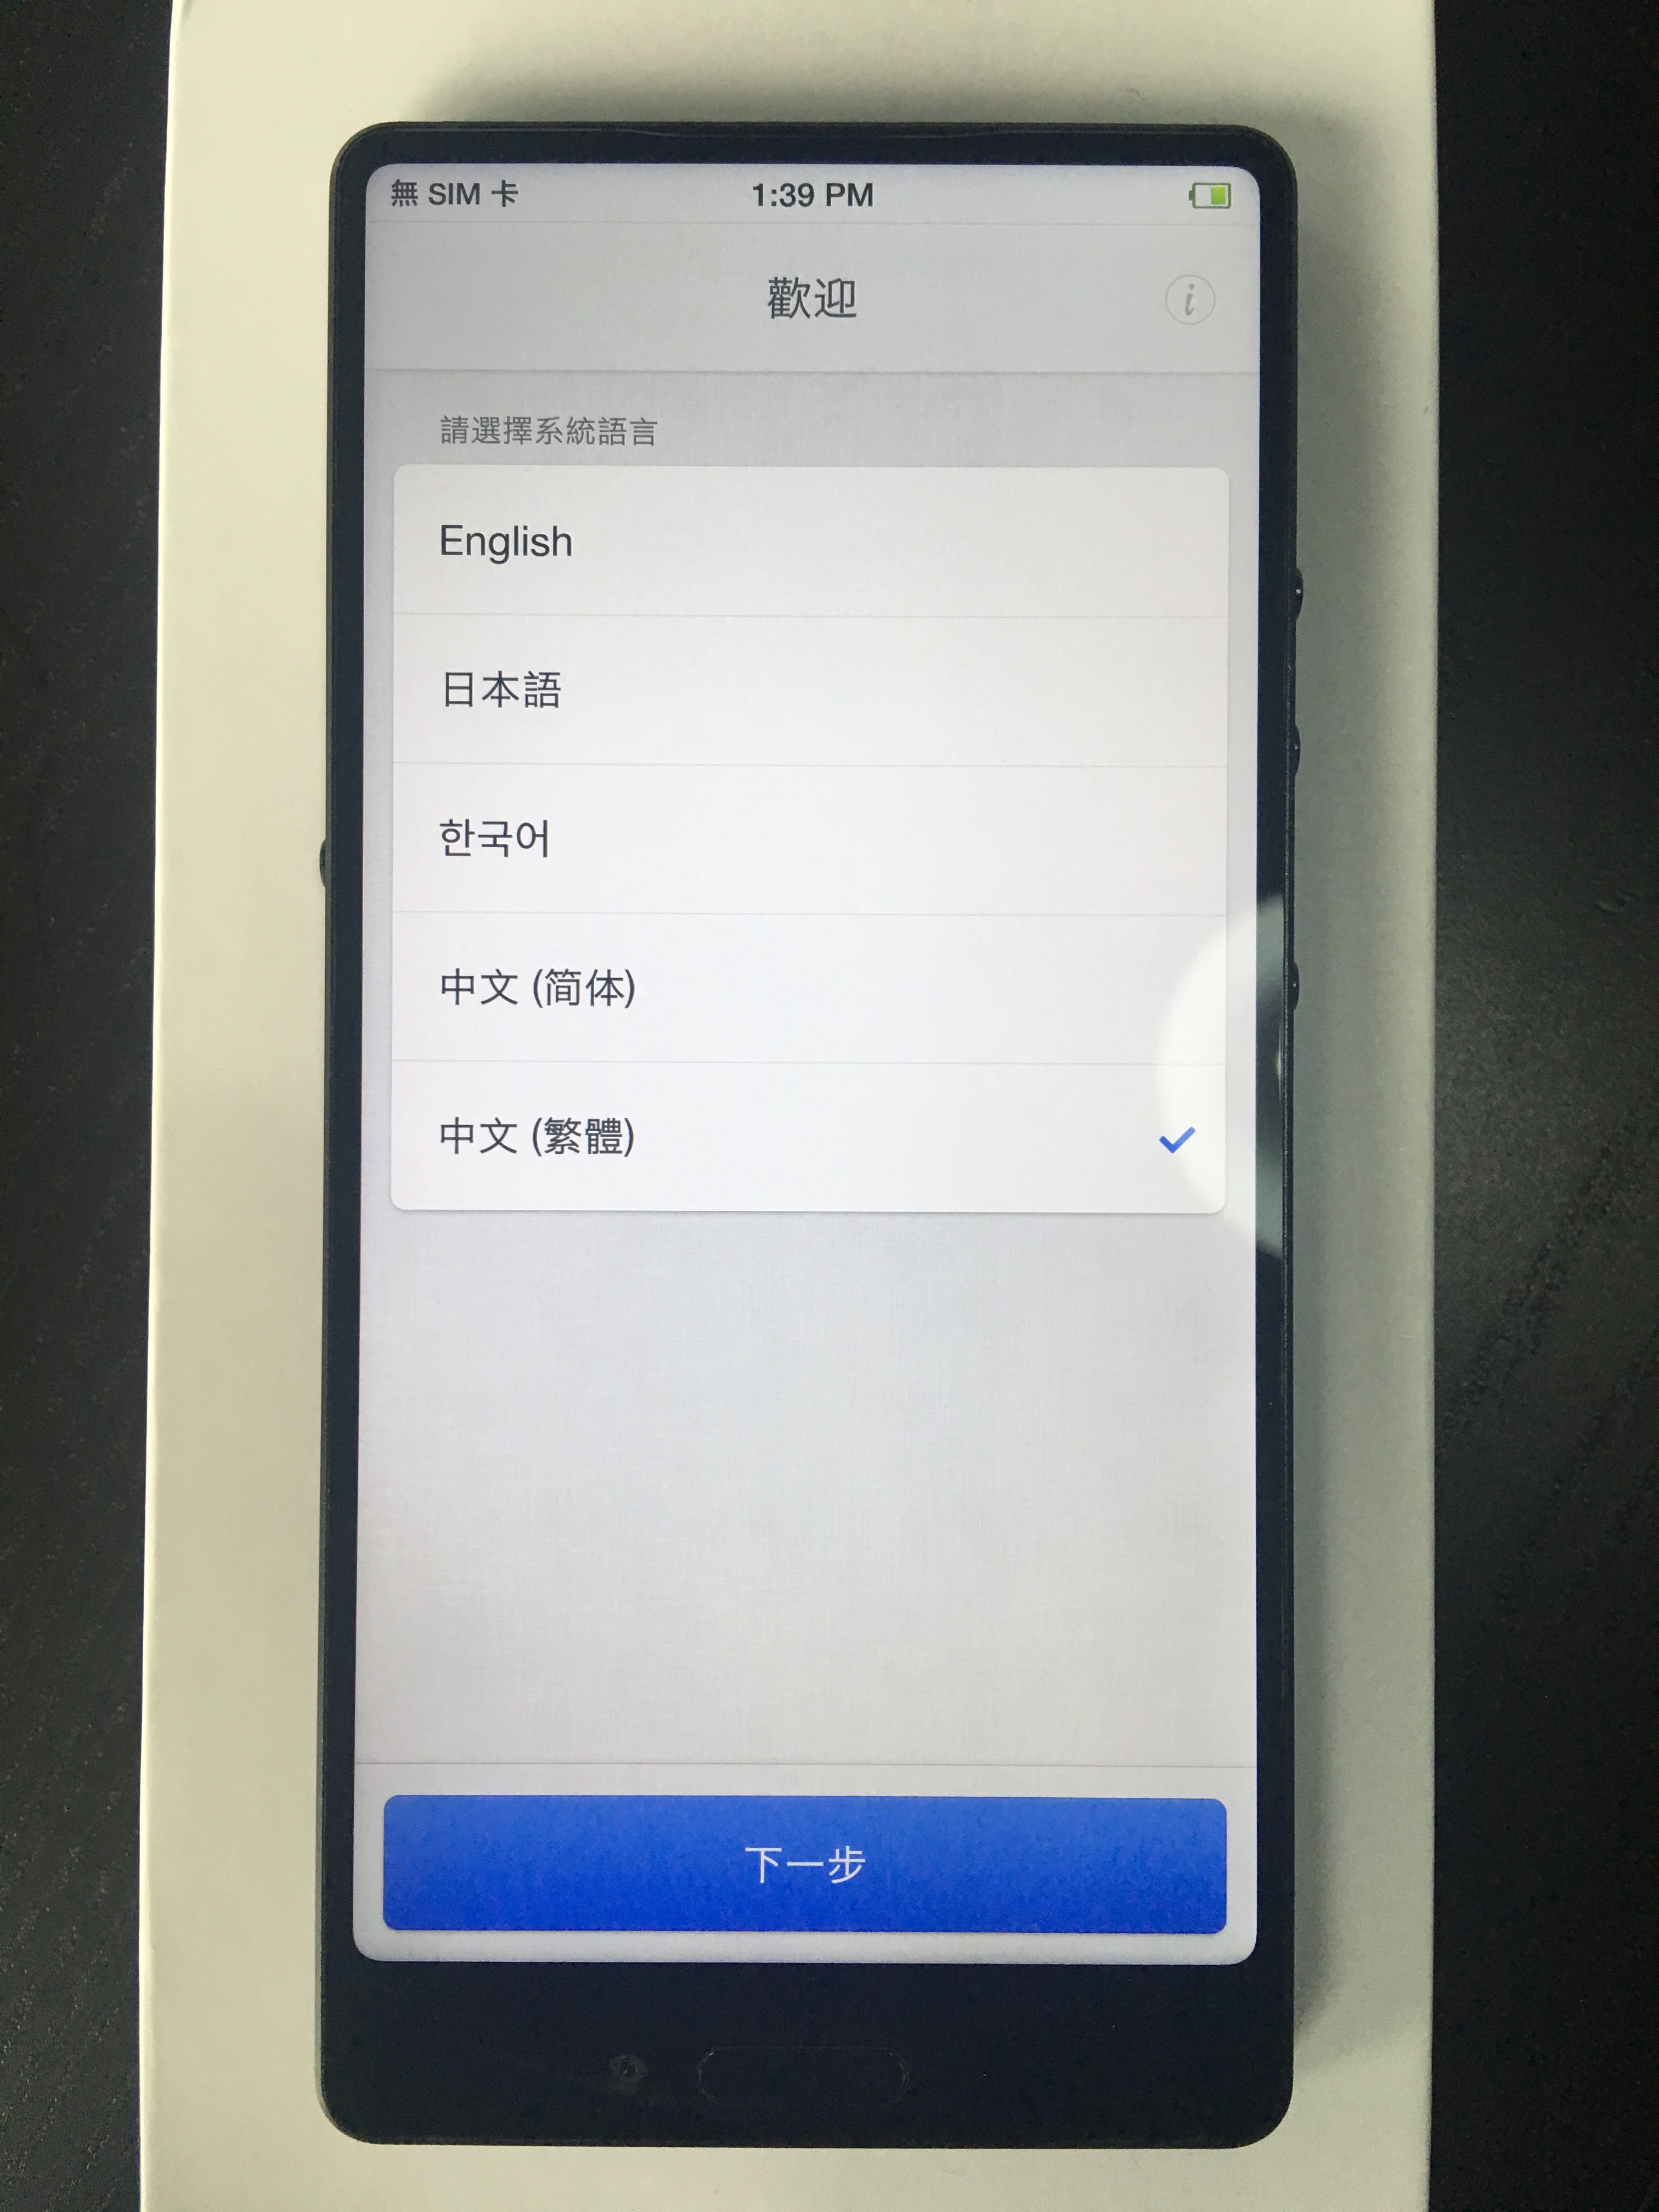 無 SIM 卡 1:39 PM
歡迎
請選擇系統語言
English
日本語
한국어
中文 (简体)
中文 (繁體)
下一步